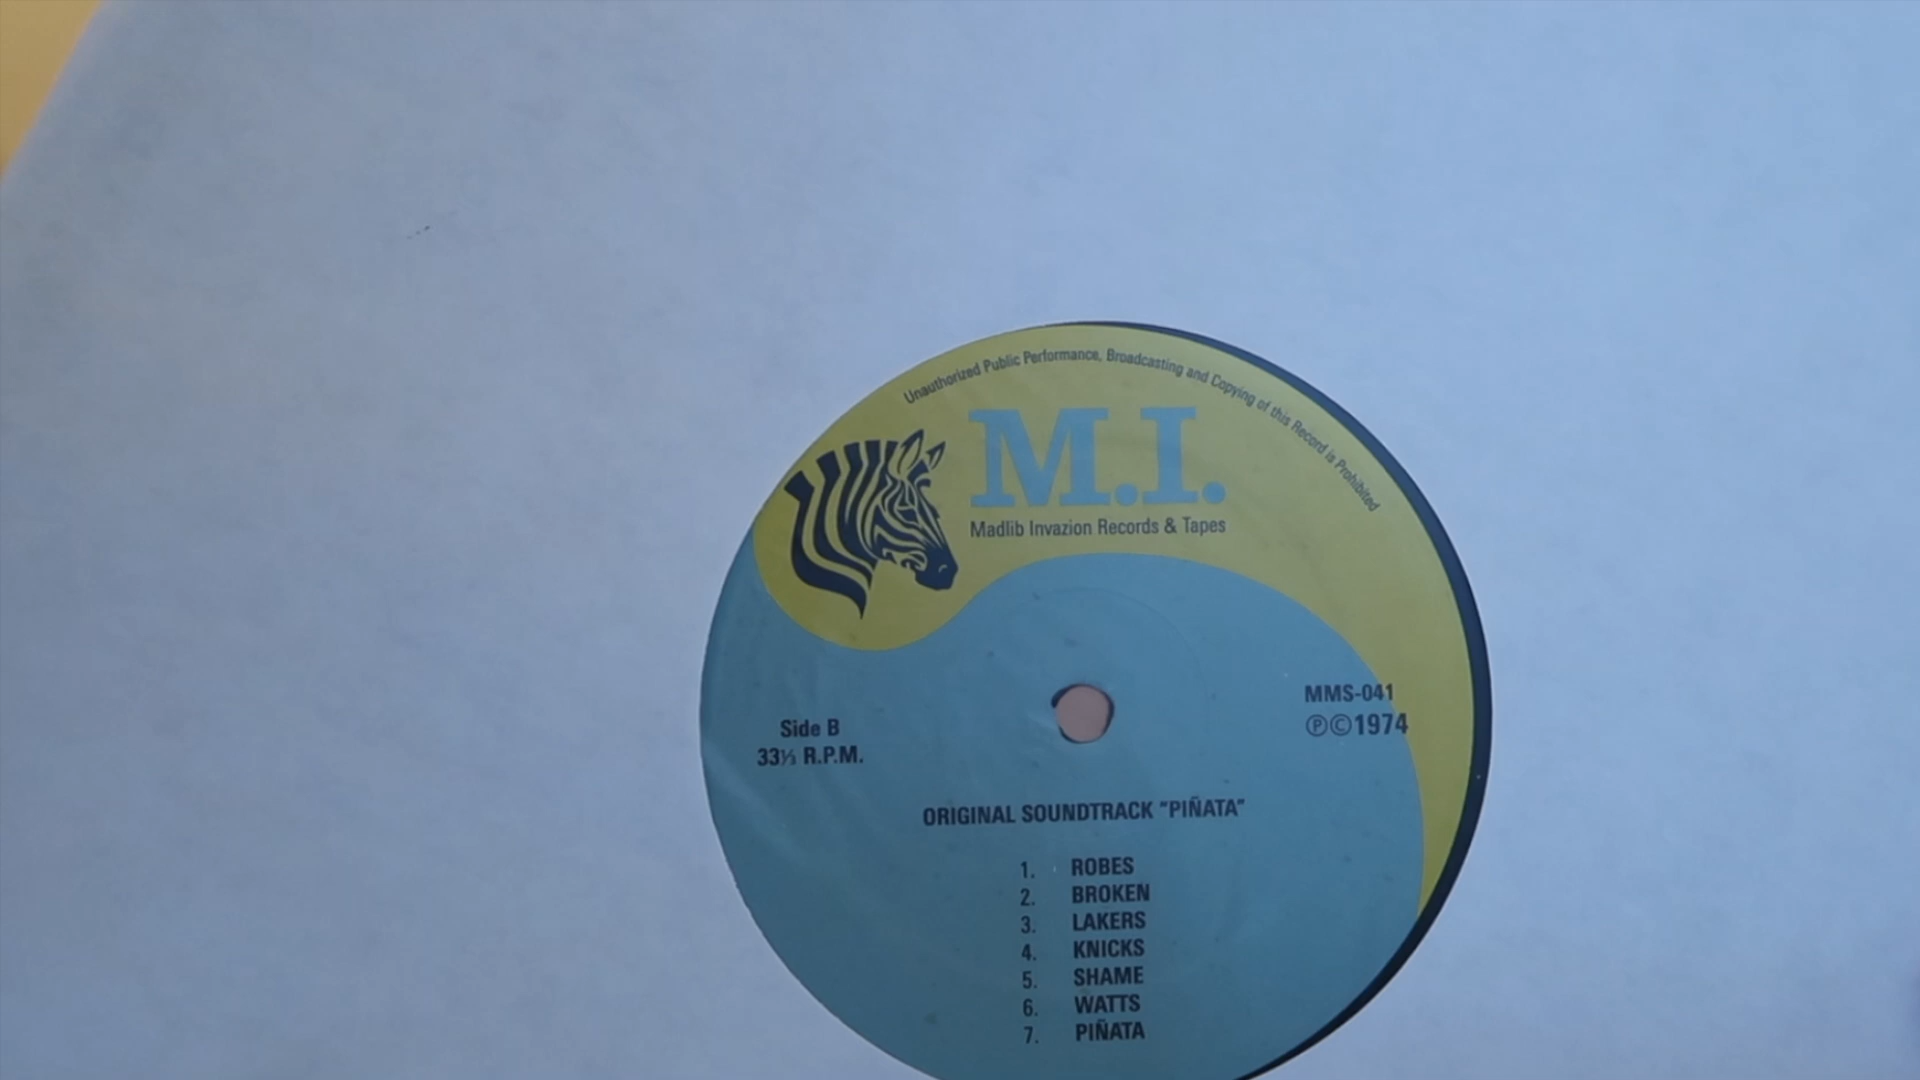 Unauthorized Public Performance, Broadcasting and Copying of this Record is Prohibited
M.I.
Madlib Invazion Records & Tapes
MMS-041
℗©1974
Side B
33⅓ R.P.M.
ORIGINAL SOUNDTRACK "PIÑATA"
1. ROBES
2. BROKEN
3. LAKERS
4. KNICKS
5. SHAME
6. WATTS
7. PIÑATA